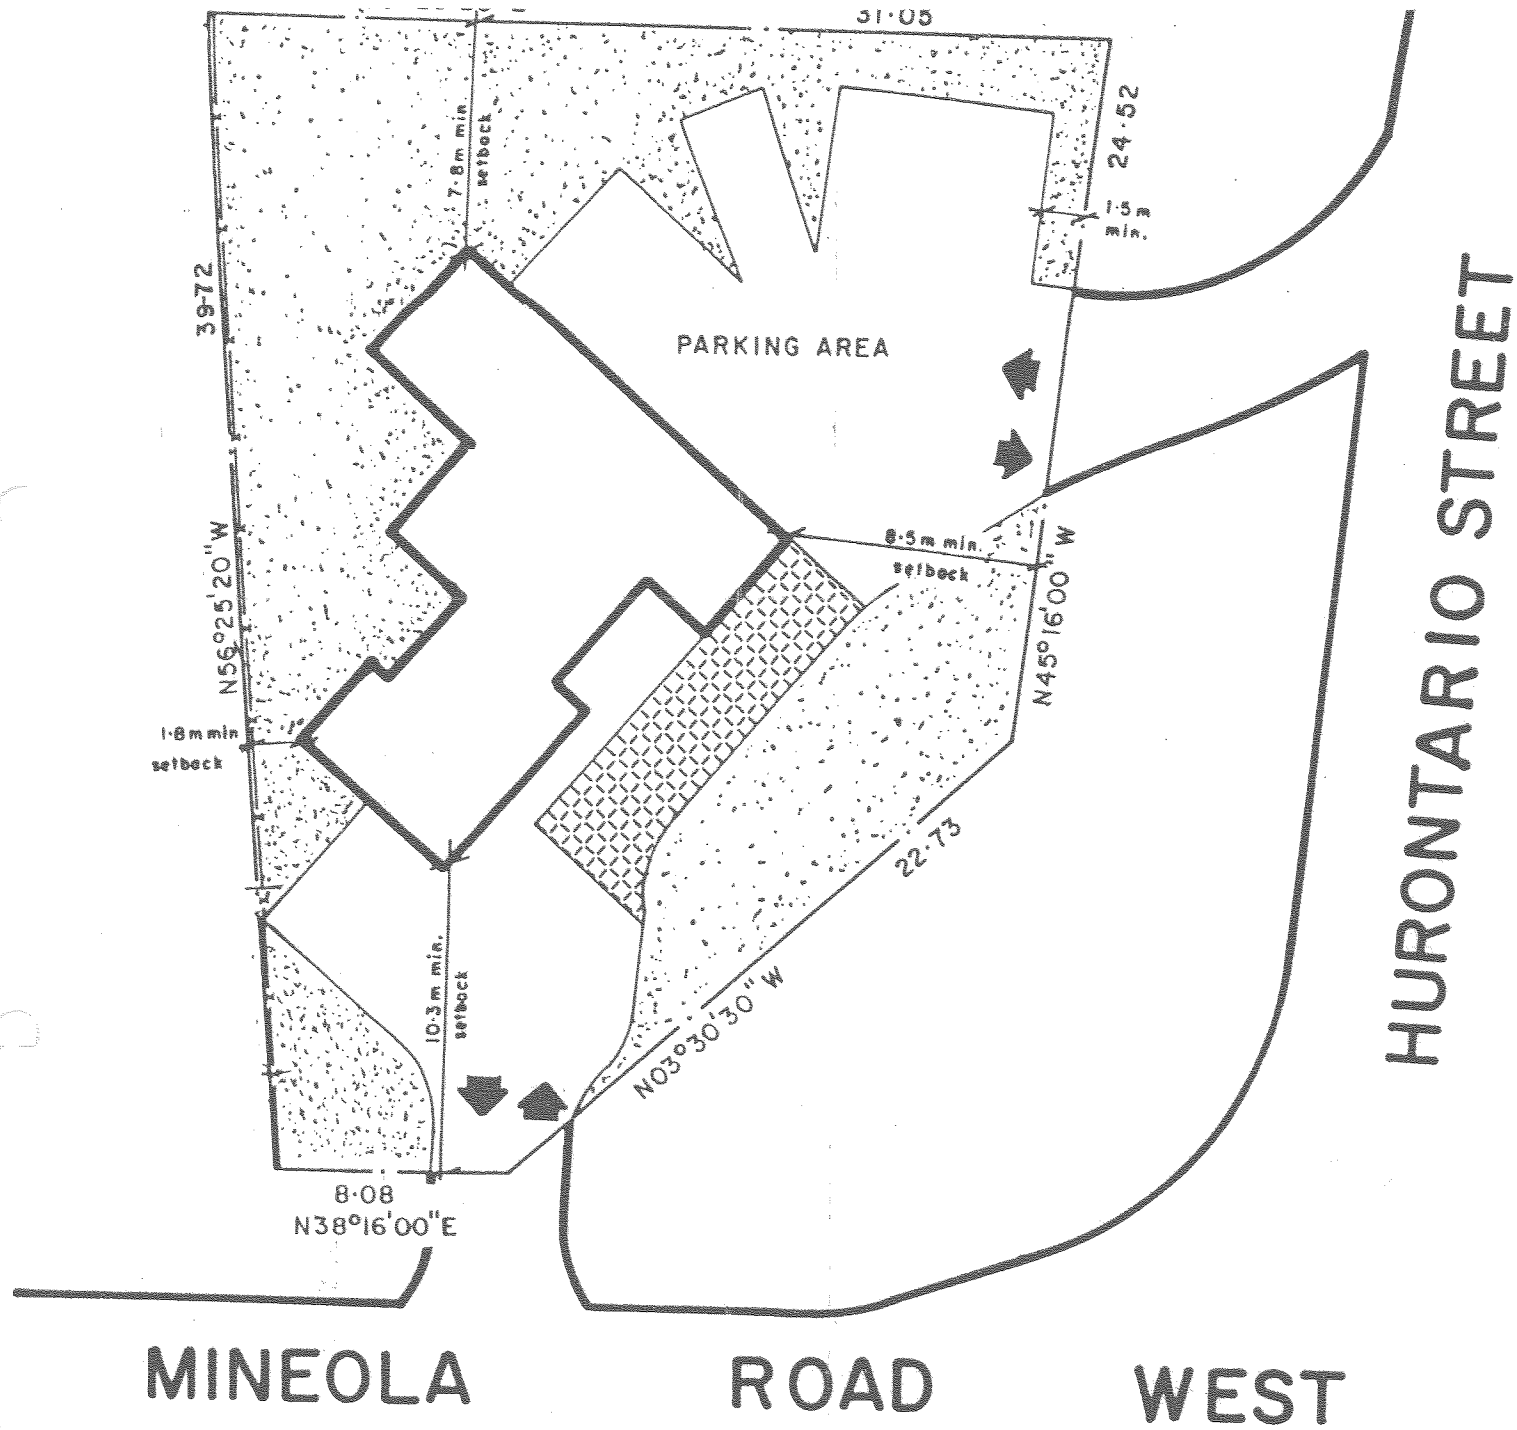 31·05
7·8m min
setback
24·52
1·5m
min.
39·72
PARKING AREA
HURONTARIO STREET
8·5m min.
setback
N56°25'20" W
N45°16'00" W
1·8m min
setback
22·73
10·3m min.
setback
N03°30'30" W
8·08
N38°16'00"E
MINEOLA ROAD WEST